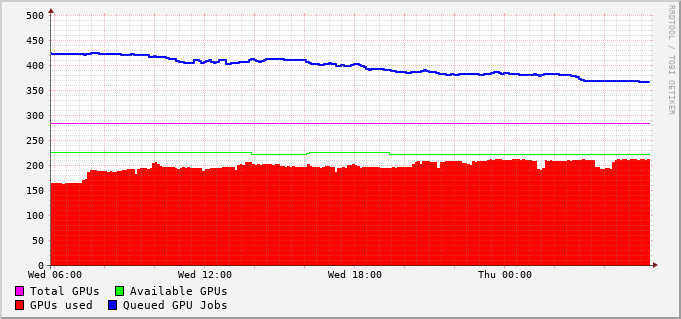 RRDTOOL / TOBI OETIKER
500
450
400
350
300
250
200
150
100
50
0
Wed 06:00 Wed 12:00 Wed 18:00 Thu 00:00
Total GPUs Available GPUs
GPUs used Queued GPU Jobs